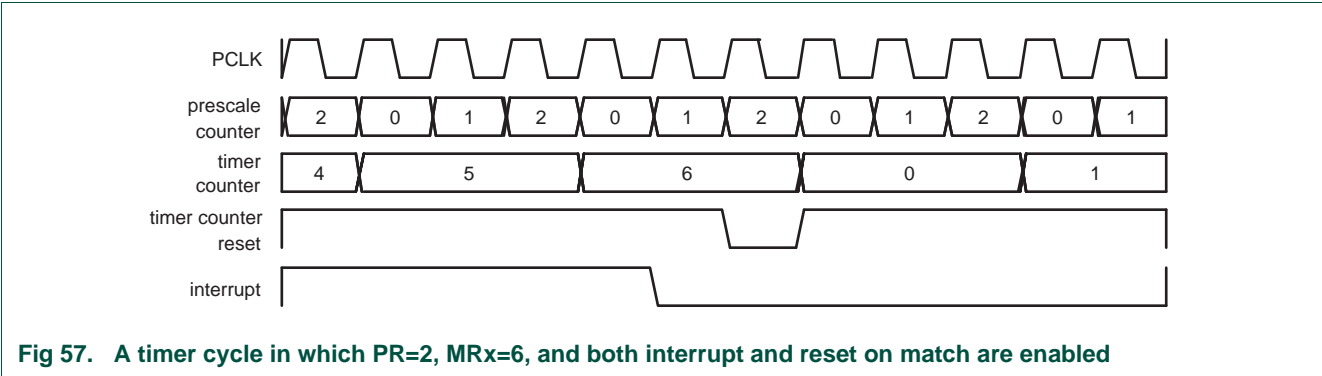 PCLK
prescale
counter
2 0 1 2 0 1 2 0 1 2 0 1
timer
counter
4 5 6 0 1
timer counter
reset
interrupt
Fig 57. A timer cycle in which PR=2, MRx=6, and both interrupt and reset on match are enabled